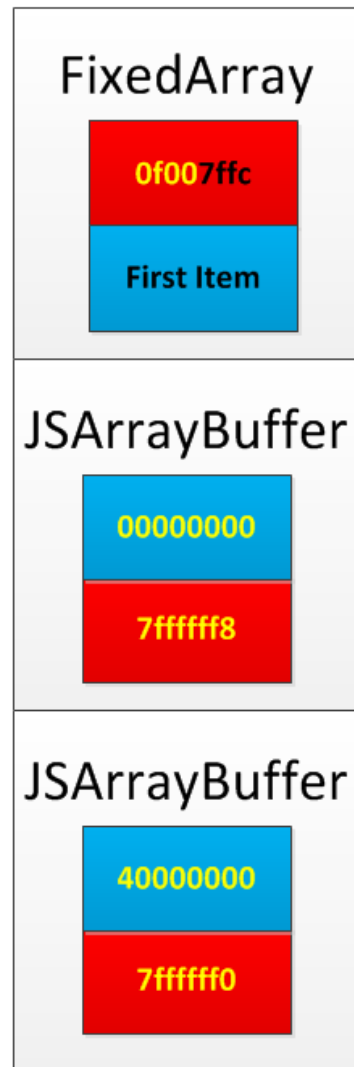 FixedArray
0f007ffc
First Item
JSArrayBuffer
00000000
7ffffff8
JSArrayBuffer
40000000
7ffffff0